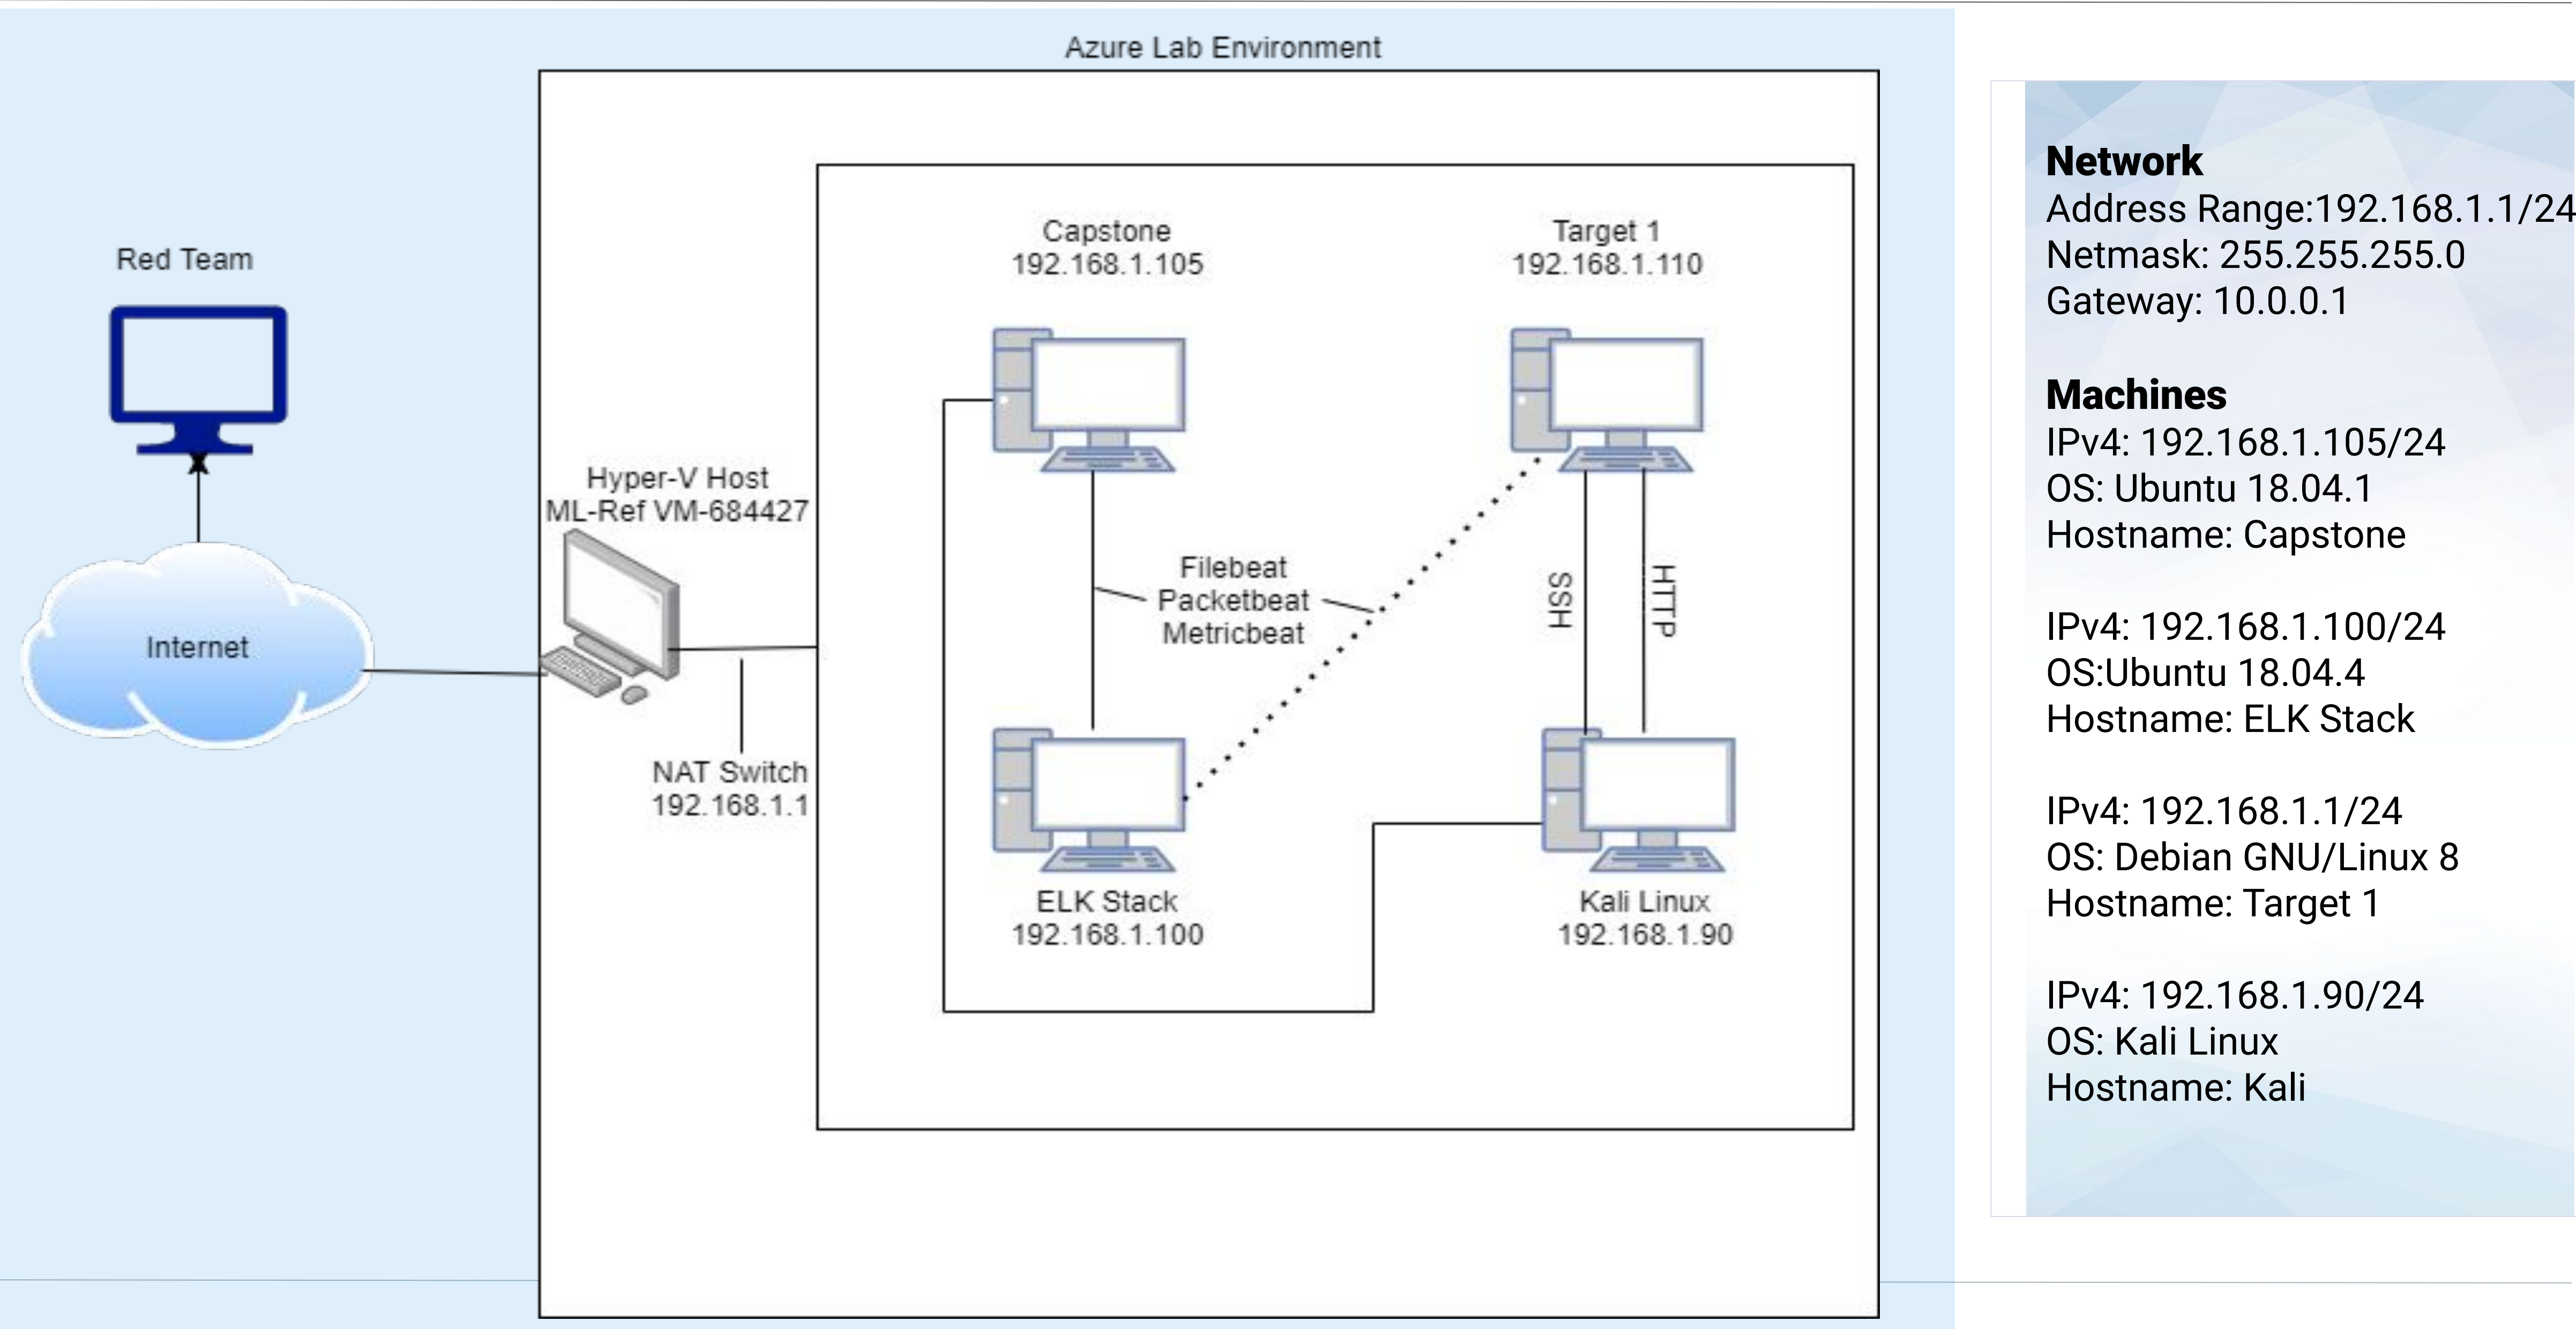 Azure Lab Environment
Red Team
Internet
Hyper-V Host
ML-Ref VM-684427
NAT Switch
192.168.1.1
Capstone
192.168.1.105
Target 1
192.168.1.110
Filebeat
Packetbeat
Metricbeat
SSH
HTTP
ELK Stack
192.168.1.100
Kali Linux
192.168.1.90
Network
Address Range:192.168.1.1/24
Netmask: 255.255.255.0
Gateway: 10.0.0.1
Machines
IPv4: 192.168.1.105/24
OS: Ubuntu 18.04.1
Hostname: Capstone
IPv4: 192.168.1.100/24
OS:Ubuntu 18.04.4
Hostname: ELK Stack
IPv4: 192.168.1.1/24
OS: Debian GNU/Linux 8
Hostname: Target 1
IPv4: 192.168.1.90/24
OS: Kali Linux
Hostname: Kali